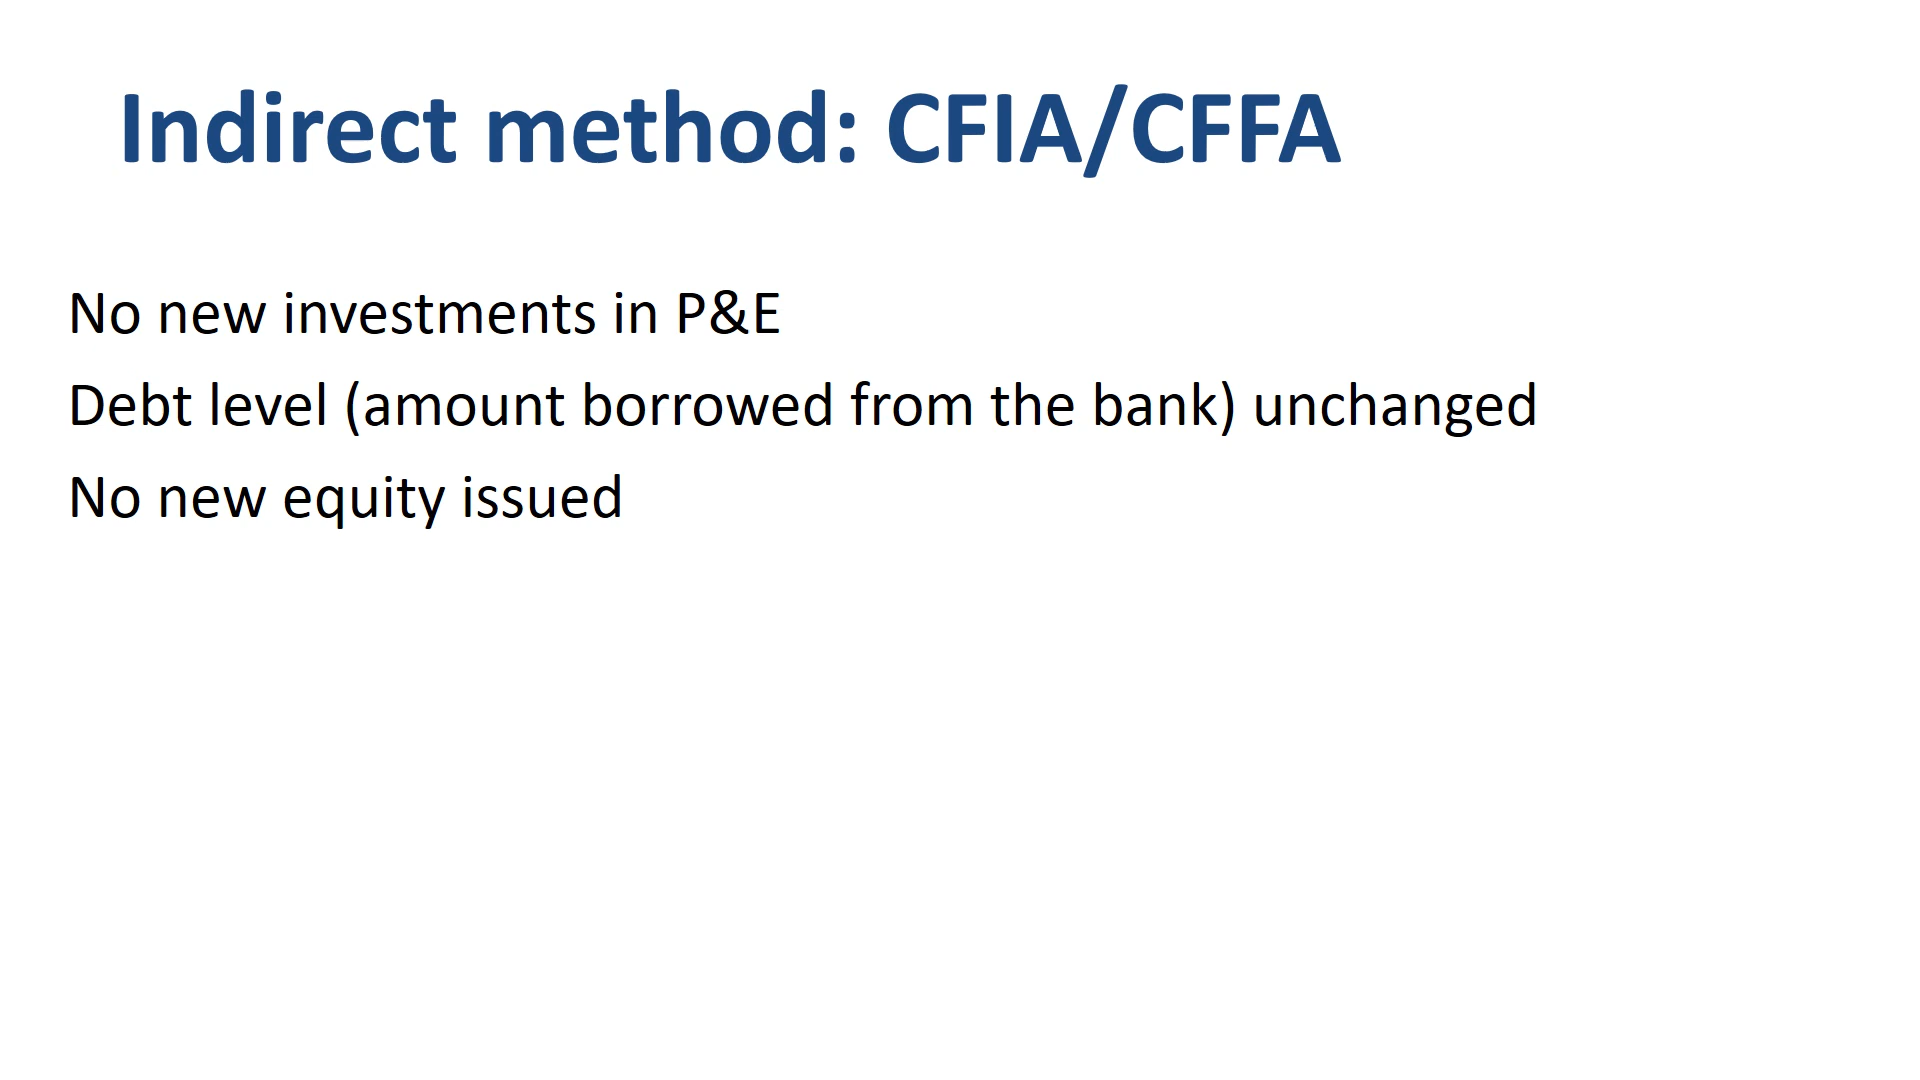 Indirect method: CFIA/CFFA
No new investments in P&E
Debt level (amount borrowed from the bank) unchanged
No new equity issued